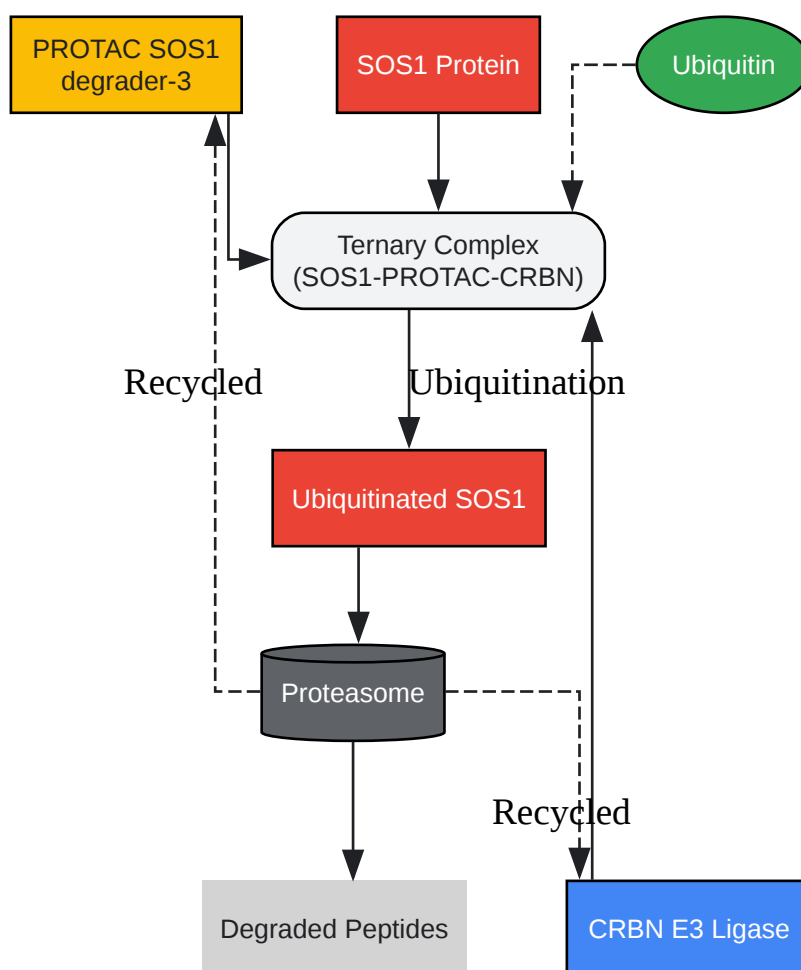 PROTAC SOS1
degrader-3
SOS1 Protein
Ubiquitin
Ternary Complex
(SOS1-PROTAC-CRBN)
Recycled
Ubiquitination
Ubiquitinated SOS1
Proteasome
Recycled
Degraded Peptides
CRBN E3 Ligase